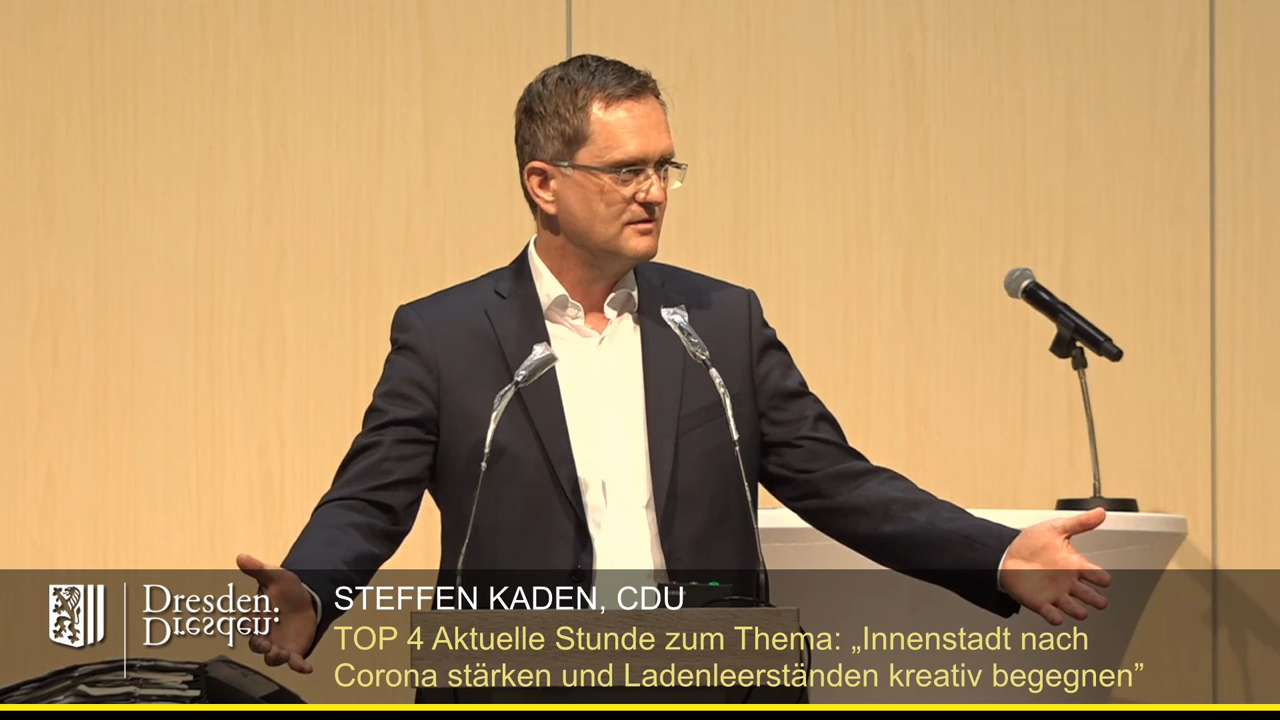 Dresden.
Dresden.
STEFFEN KADEN, CDU
TOP 4 Aktuelle Stunde zum Thema: „Innenstadt nach
Corona stärken und Ladenleerständen kreativ begegnen”